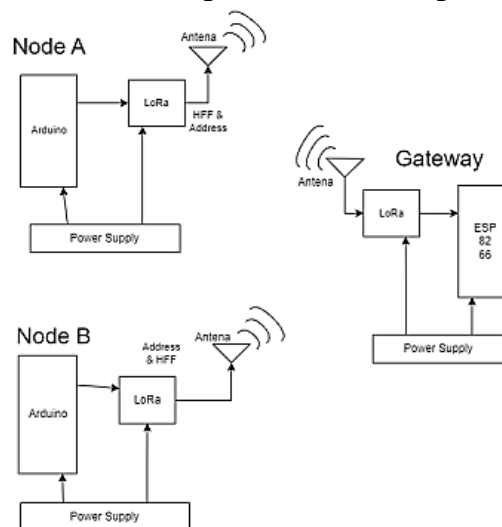 Node A
Antena
LoRa
HFF &
Address
Arduino
Power Supply
Gateway
Antena
LoRa
ESP
82
66
Power Supply
Node B
Address
& HFF
Antena
LoRa
Arduino
Power Supply